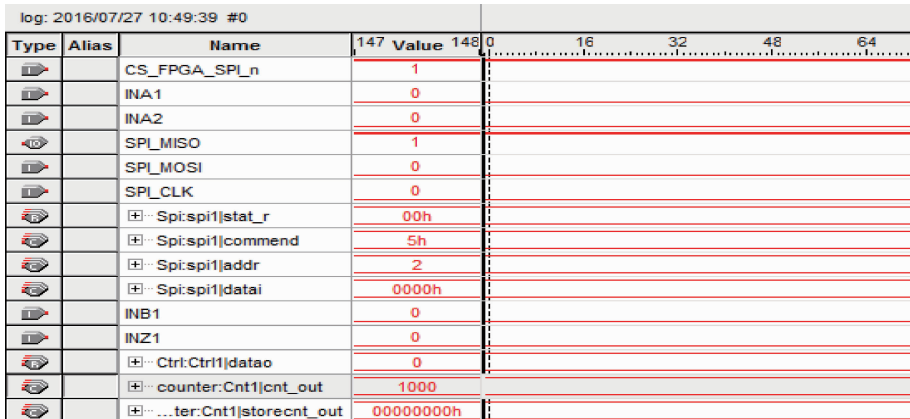 log: 2016/07/27 10:49:39 #0
Type Alias Name 147 Value 148 0 16 32 48 64
CS_FPGA_SPI_n 1
INA1 0
INA2 0
SPI_MISO 1
SPI_MOSI 0
SPI_CLK 0
Spi:spi1|stat_r 00h
Spi:spi1|commend 5h
Spi:spi1|addr 2
Spi:spi1|datai 0000h
INB1 0
INZ1 0
Ctrl:Ctrl1|datao 0
counter:Cnt1|cnt_out 1000
...ter:Cnt1|storecnt_out 00000000h